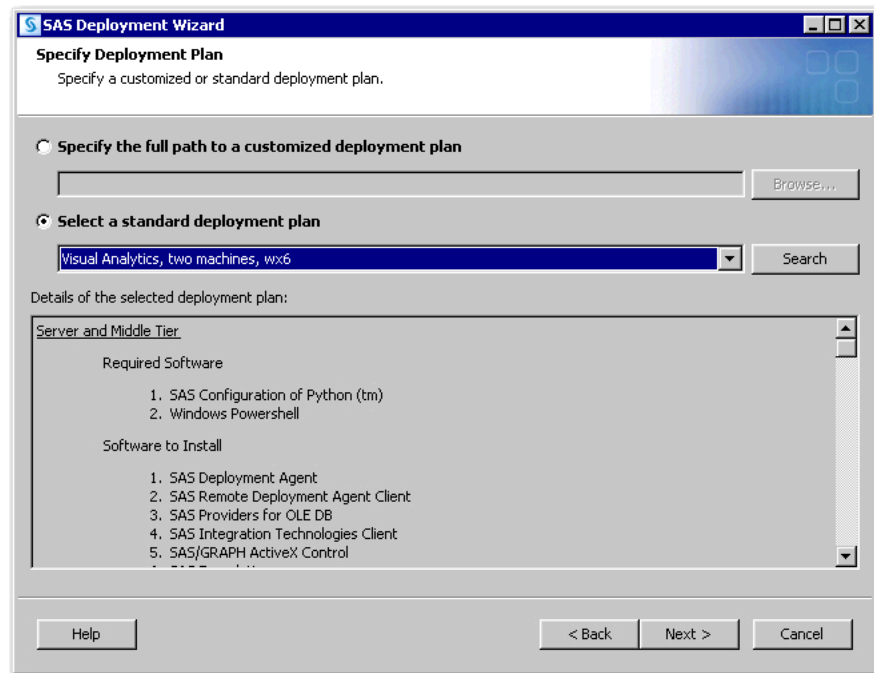 SAS Deployment Wizard
Specify Deployment Plan
Specify a customized or standard deployment plan.
Specify the full path to a customized deployment plan
Browse...
Select a standard deployment plan
Visual Analytics, two machines, wx6
Search
Details of the selected deployment plan:
Server and Middle Tier
Required Software
1. SAS Configuration of Python (tm)
2. Windows Powershell
Software to Install
1. SAS Deployment Agent
2. SAS Remote Deployment Agent Client
3. SAS Providers for OLE DB
4. SAS Integration Technologies Client
5. SAS/GRAPH ActiveX Control
Help
< Back
Next >
Cancel